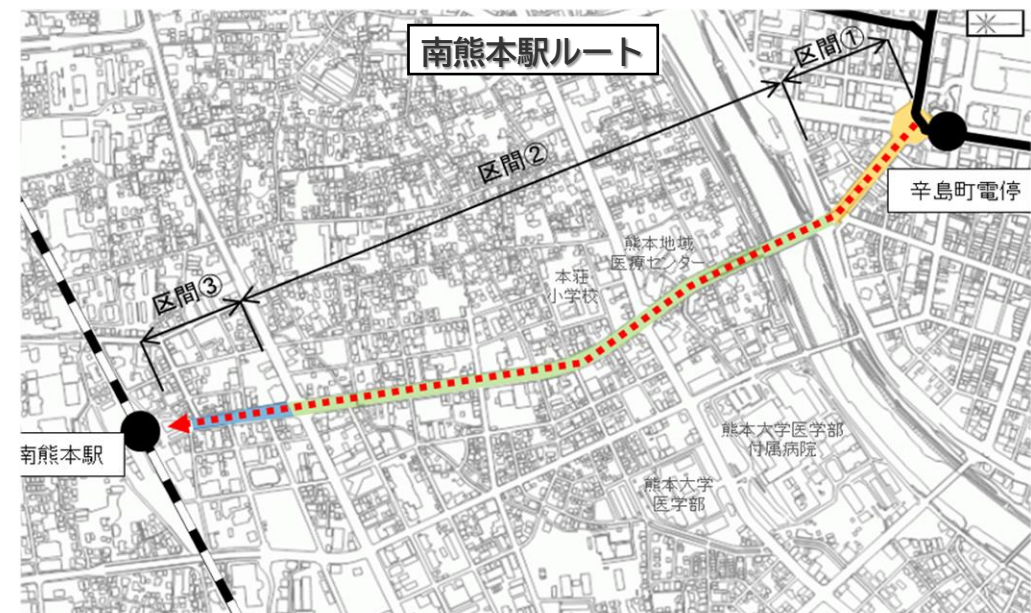 南熊本駅ルート
区間①
区間②
辛島町電停
熊本地域
医療センター
本荘
小学校
区間③
熊本大学医学部
付属病院
南熊本駅
熊本大学
医学部